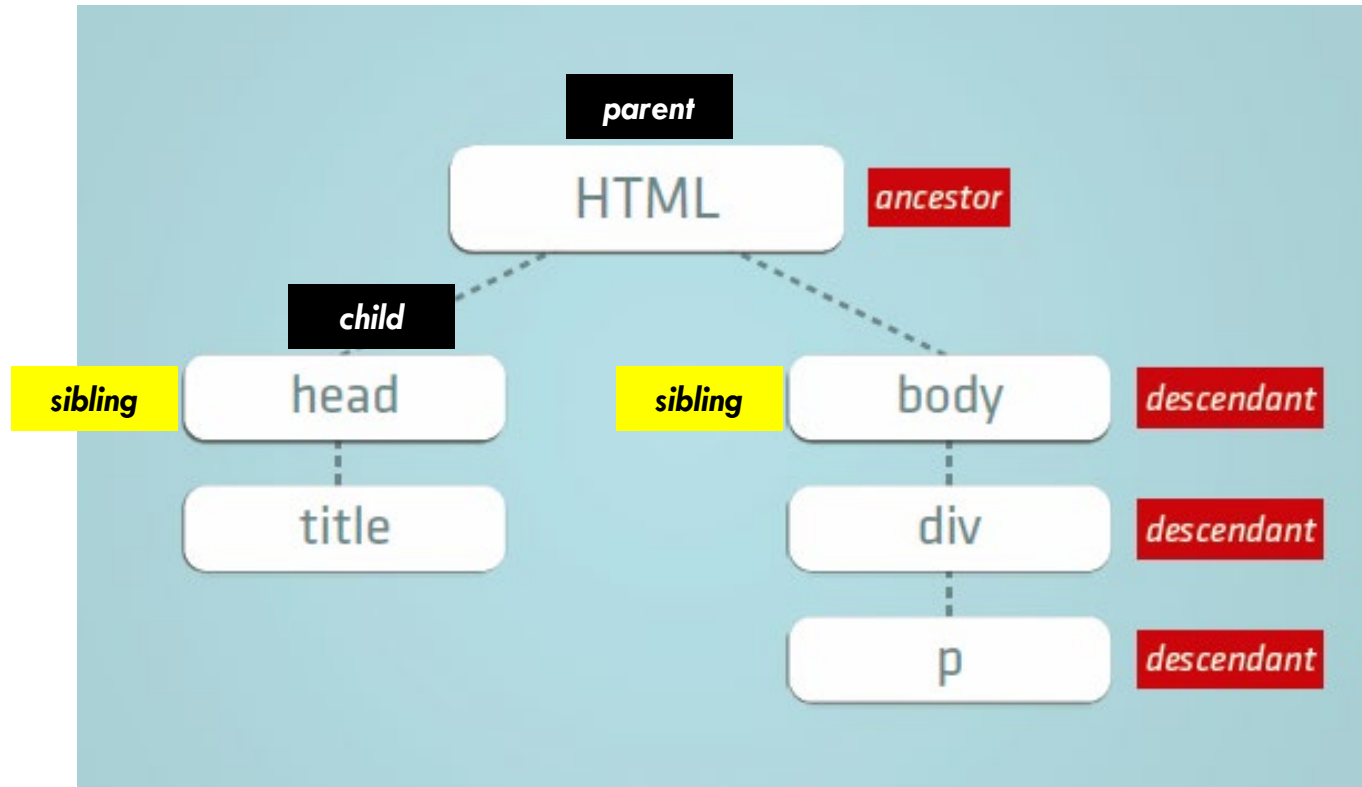 parent
HTML
ancestor
child
sibling
head
sibling
body
descendant
title
div
descendant
p
descendant